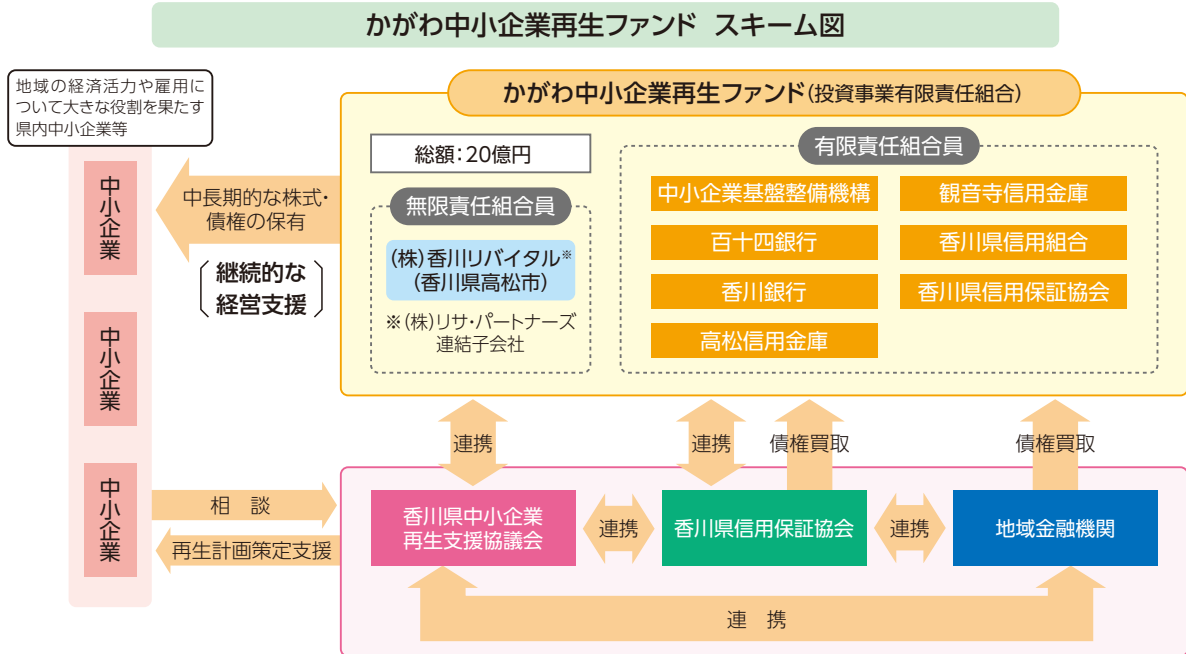 かがわ中小企業再生ファンド スキーム図
地域の経済活力や雇用に
ついて大きな役割を果たす
県内中小企業等
中小企業
中小企業
中小企業
中長期的な株式・
債権の保有
継続的な
経営支援
かがわ中小企業再生ファンド(投資事業有限責任組合)
総額:20億円
無限責任組合員
(株)香川リバイタル※
(香川県高松市)
※(株)リサ・パートナーズ
連結子会社
有限責任組合員
中小企業基盤整備機構
百十四銀行
香川銀行
高松信用金庫
観音寺信用金庫
香川県信用組合
香川県信用保証協会
連携
連携
債権買取
債権買取
相 談
再生計画策定支援
香川県中小企業
再生支援協議会
連携
香川県信用保証協会
連携
地域金融機関
連 携